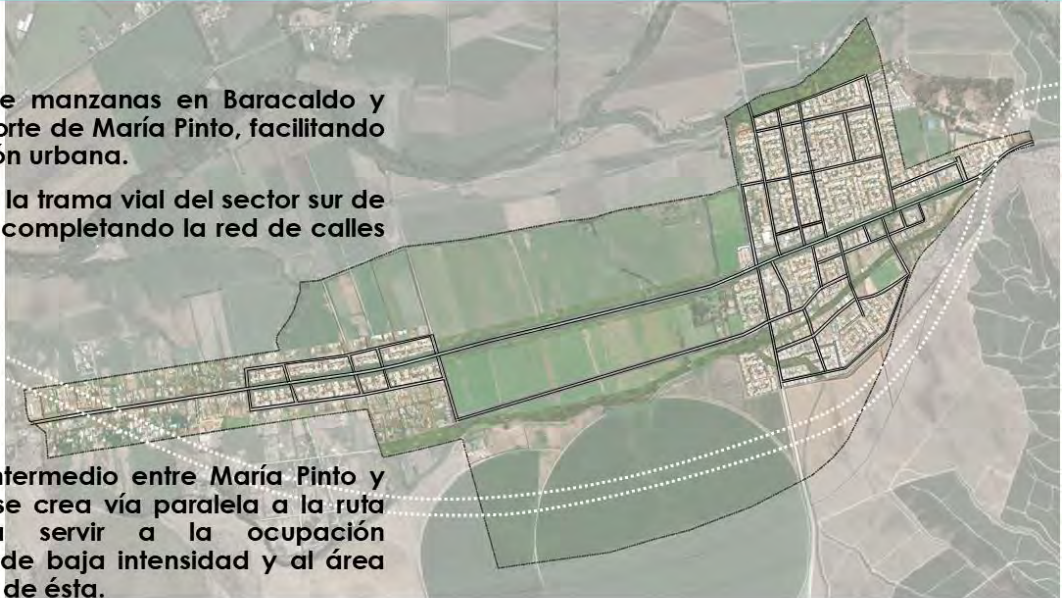 e manzanas en Baracaldo y
orte de María Pinto, facilitando
ón urbana.
la trama vial del sector sur de
completando la red de calles
ntermedio entre María Pinto y
se crea vía paralela a la ruta
servir a la ocupación
de baja intensidad y al área
de ésta.